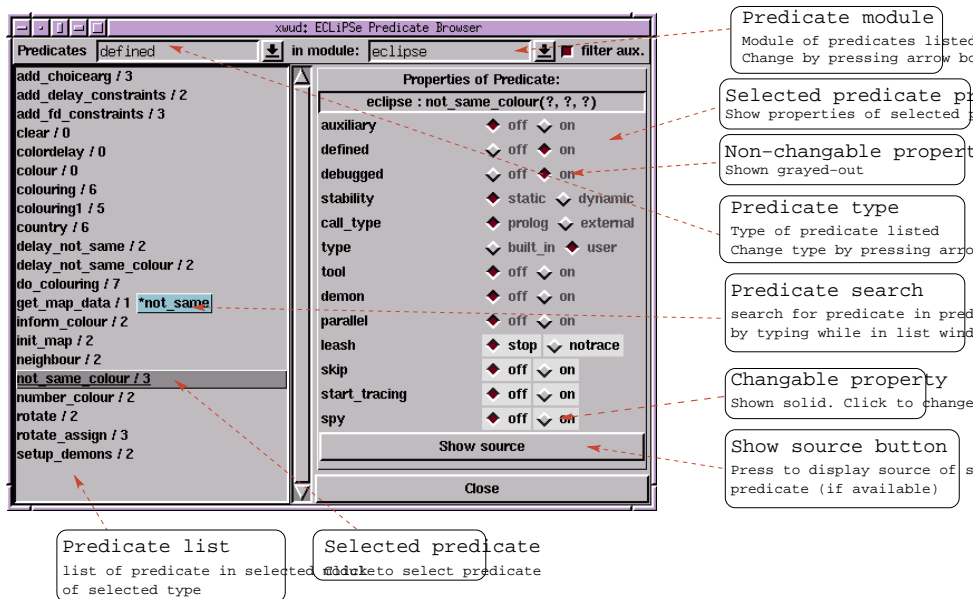 xwud: ECLiPSe Predicate Browser
Predicates defined in module: eclipse filter aux.
add_choicearg / 3
add_delay_constraints / 2
add_fd_constraints / 3
clear / 0
colordelay / 0
colour / 0
colouring / 6
colouring1 / 5
country / 6
delay_not_same / 2
delay_not_same_colour / 2
do_colouring / 7
get_map_data / 1 *not_same
inform_colour / 2
init_map / 2
neighbour / 2
not_same_colour / 3
number_colour / 2
rotate / 2
rotate_assign / 3
setup_demons / 2
Properties of Predicate:
eclipse : not_same_colour(?, ?, ?)
auxiliary off on
defined off on
debugged off on
stability static dynamic
call_type prolog external
type built_in user
tool off on
demon off on
parallel off on
leash stop notrace
skip off on
start_tracing off on
spy off on
Show source
Close
Predicate module
Module of predicates listed
Change by pressing arrow bo
Selected predicate pr
Show properties of selected p
Non-changable propert
Shown grayed-out
Predicate type
Type of predicate listed
Change type by pressing arro
Predicate search
search for predicate in pred
by typing while in list wind
Changable property
Shown solid. Click to change
Show source button
Press to display source of s
predicate (if available)
Predicate list
list of predicate in selected module
of selected type
Selected predicate
Click to select predicate